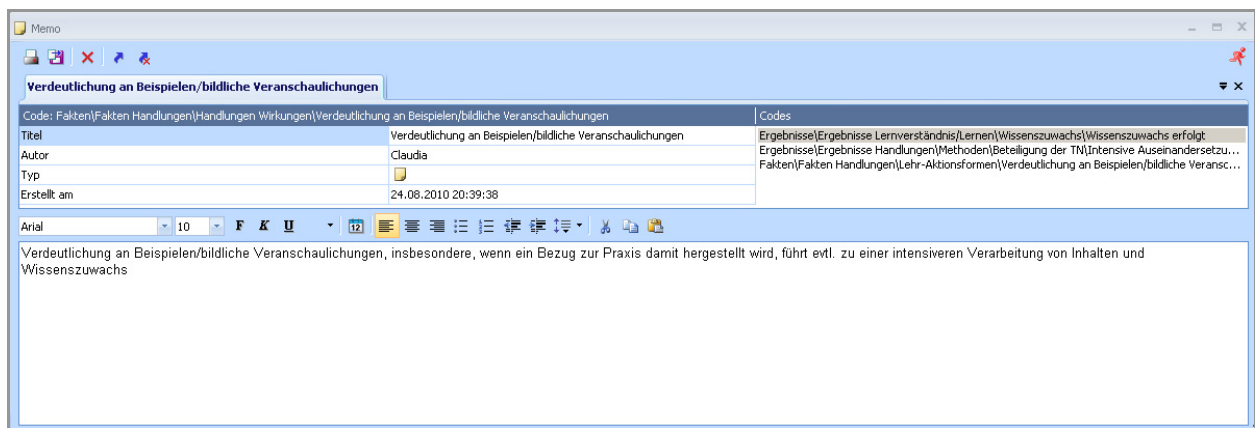 Memo
Verdeutlichung an Beispielen/bildliche Veranschaulichungen
Code: Fakten\Fakten Handlungen\Handlungen Wirkungen\Verdeutlichung an Beispielen/bildliche Veranschaulichungen
Codes
Titel
Verdeutlichung an Beispielen/bildliche Veranschaulichungen
Ergebnisse\Ergebnisse Lernverständnis/Lernen\Wissenszuwachs\Wissenszuwachs erfolgt
Autor
Claudia
Ergebnisse\Ergebnisse Handlungen\Methoden\Beteiligung der TN\Intensive Auseinandersetzu...
Typ
Fakten\Fakten Handlungen\Lehr-Aktionsformen\Verdeutlichung an Beispielen/bildliche Veransc...
Erstellt am
24.08.2010 20:39:38
Arial
10
F K U
12
Verdeutlichung an Beispielen/bildliche Veranschaulichungen, insbesondere, wenn ein Bezug zur Praxis damit hergestellt wird, führt evtl. zu einer intensiveren Verarbeitung von Inhalten und
Wissenszuwachs